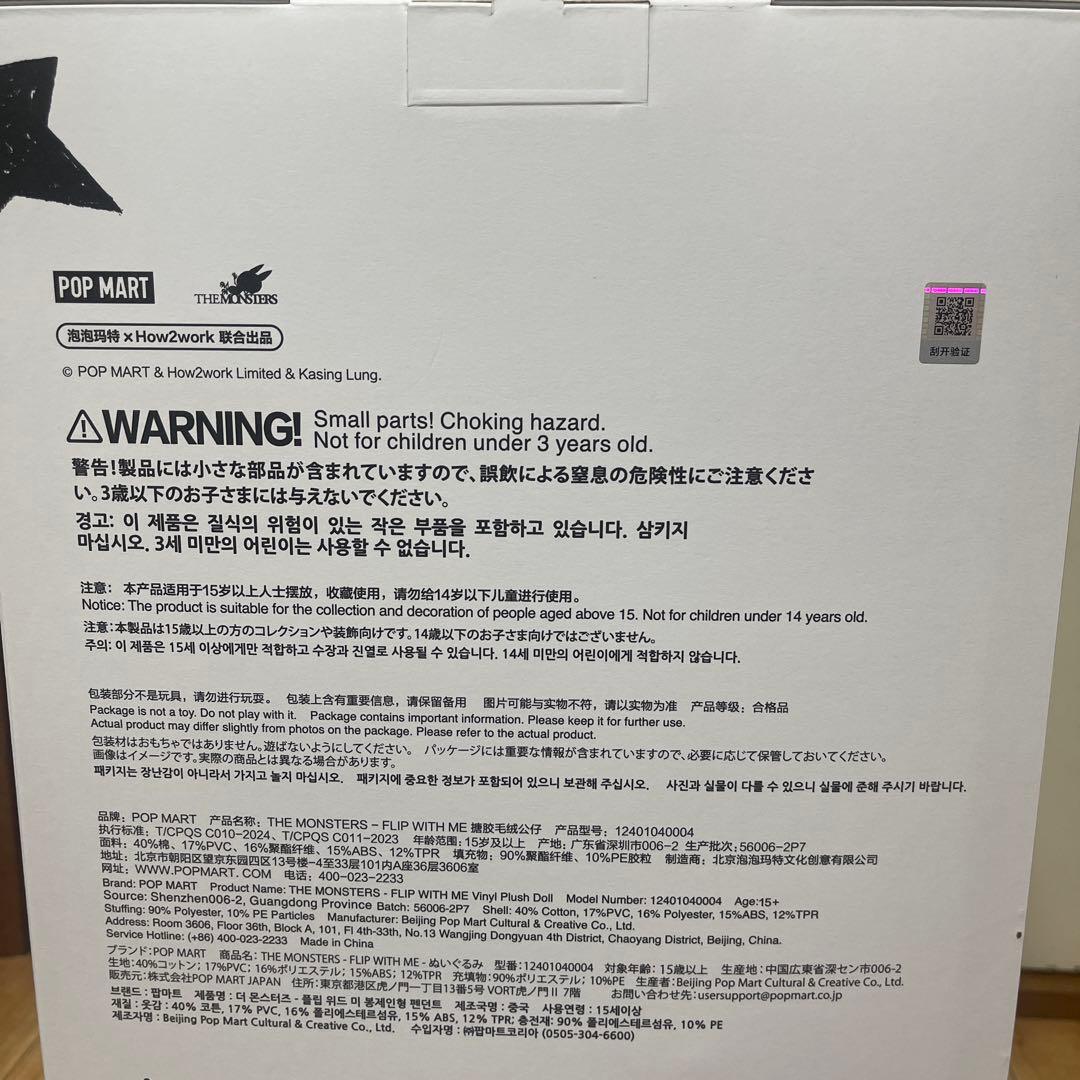 POP MART
THE MONSTERS
泡泡玛特×How2work 联合出品
© POP MART & How2work Limited & Kasing Lung.
刮开验证
WARNING! Small parts! Choking hazard.
Not for children under 3 years old.
警告!製品には小さな部品が含まれていますので、誤飲による窒息の危険性にご注意くださ
い。3歳以下のお子さまには与えないでください。
경고: 이 제품은 질식의 위험이 있는 작은 부품을 포함하고 있습니다. 삼키지
마십시오. 3세 미만의 어린이는 사용할 수 없습니다.
注意： 本产品适用于15岁以上人士摆放，收藏使用，请勿给14岁以下儿童进行使用。
Notice: The product is suitable for the collection and decoration of people aged above 15. Not for children under 14 years old.
注意:本製品は15歳以上の方のコレクションや装飾向けです。14歳以下のお子さま向けではございません。
주의: 이 제품은 15세 이상에게만 적합하고 수장과 진열로 사용될 수 있습니다. 14세 미만의 어린이에게 적합하지 않습니다.
包装部分不是玩具，请勿进行玩耍。 包装上含有重要信息，请保留备用 图片可能与实物不符，请以实物为准 产品等级：合格品
Package is not a toy. Do not play with it. Package contains important information. Please keep it for further use.
Actual product may differ slightly from photos on the package. Please refer to the actual product.
包装材はおもちゃではありません。遊ばないようにしてください。 パッケージには重要な情報が含まれていますので、必要に応じて保管しておいてください。
画像はイメージです。実際の商品とは異なる場合があります。
패키지는 장난감이 아니라서 가지고 놀지 마십시오. 패키지에 중요한 정보가 포함되어 있으니 보관해 주십시오. 사진과 실물이 다를 수 있으니 실물에 준해 주시기 바랍니다.
品牌：POP MART 产品名称：THE MONSTERS – FLIP WITH ME 搪胶毛绒公仔 产品型号：12401040004
执行标准：T/CPQS C010-2024、T/CPQS C011-2023 年龄范围：15岁及以上 产地：广东省深圳市006-2 生产批次：56006-2P7
面料：40%棉、17%PVC、16%聚酯纤维、15%ABS、12%TPR 填充物：90%聚酯纤维、10%PE胶粒 制造商：北京泡泡玛特文化创意有限公司
地址：北京市朝阳区望京东园四区13号楼-4至33层101内A座36层3606室
网址：WWW.POPMART. COM 电话：400-023-2233
Brand: POP MART Product Name: THE MONSTERS - FLIP WITH ME Vinyl Plush Doll Model Number: 12401040004 Age:15+
Source: Shenzhen006-2, Guangdong Province Batch: 56006-2P7 Shell: 40% Cotton, 17%PVC, 16% Polyester, 15%ABS, 12%TPR
Stuffing: 90% Polyester, 10% PE Particles Manufacturer: Beijing Pop Mart Cultural & Creative Co., Ltd.
Address: Room 3606, Floor 36th, Block A, 101, Fl 4th-33th, No.13 Wangjing Dongyuan 4th District, Chaoyang District, Beijing, China.
Service Hotline: (+86) 400-023-2233 Made in China
ブランド:POP MART 商品名: THE MONSTERS - FLIP WITH ME - ぬいぐるみ 型番:12401040004 対象年齢: 15歳以上 生産地:中国広東省深セン市006-2
生地:40%コットン; 17%PVC; 16%ポリエステル; 15%ABS; 12%TPR 充填物:90%ポリエステル; 10%PE 生産者:Beijing Pop Mart Cultural & Creative Co., Ltd.
販売元:株式会社POP MART JAPAN 住所:東京都港区虎ノ門一丁目13番5号 VORT虎ノ門Ⅱ 7階 お問い合わせ先:usersupport@popmart.co.jp
브랜드 : 팝마트 제품명 : 더 몬스터즈 - 플립 위드 미 봉제인형 펜던트 제조국명 : 중국 사용연령 : 15세이상
재질 : 옷감 : 40% 코튼, 17% PVC, 16% 폴리에스테르섬유, 15% ABS, 12% TPR; 충전재: 90% 폴리에스테르섬유, 10% PE
제조자명 : Beijing Pop Mart Cultural & Creative Co., Ltd. 수입자명 : ㈜팝마트코리아 (0505-304-6600)